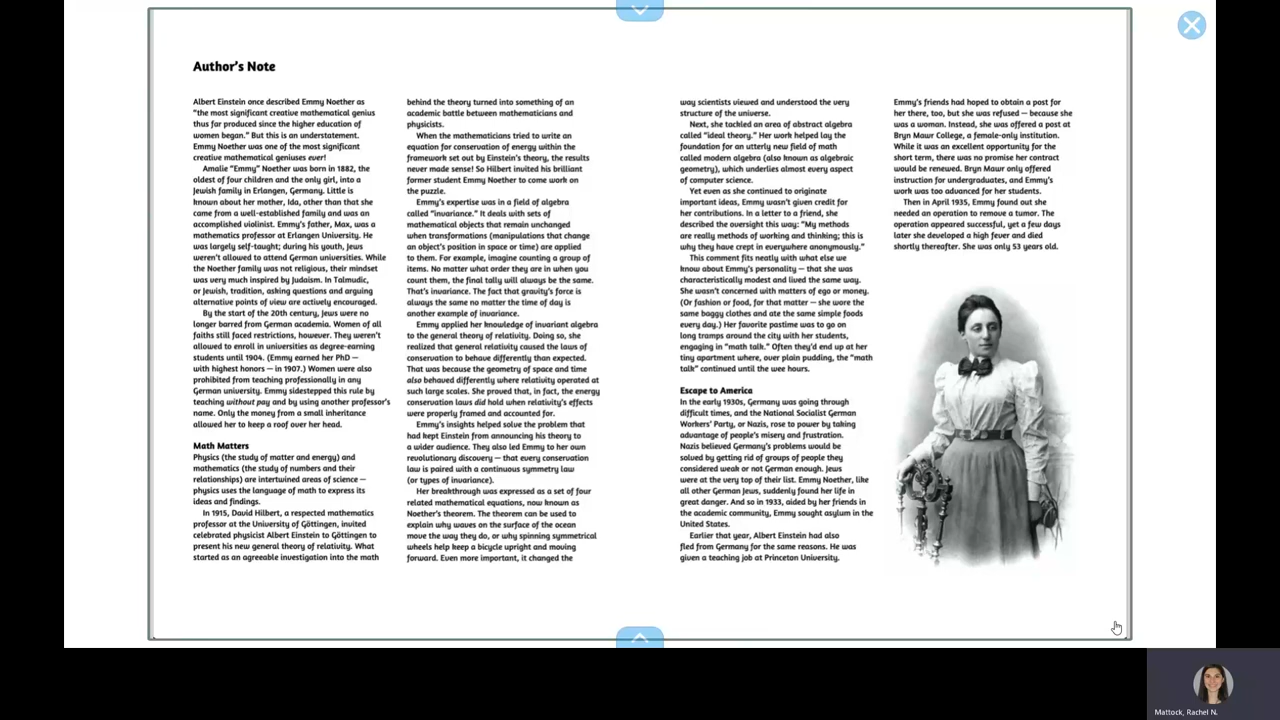 Author's Note
Albert Einstein once described Emmy Noether as
"the most significant creative mathematical genius
thus far produced since the higher education of
women began." But this is an understatement.
Emmy Noether was one of the most significant
creative mathematical geniuses ever!
Amalie "Emmy" Noether was born in 1882, the
oldest of four children and the only girl, into a
Jewish family in Erlangen, Germany. Little is
known about her mother, Ida, other than that she
came from a well-established family and was an
accomplished violinist. Emmy's father, Max, was a
mathematics professor at Erlangen University. He
was largely self-taught; during his youth, Jews
weren't allowed to attend German universities. While
the Noether family was not religious, their mindset
was very much inspired by Judaism. In Talmudic,
or Jewish, tradition, asking questions and arguing
alternative points of view are actively encouraged.
By the start of the 20th century, Jews were no
longer barred from German academia. Women of all
faiths still faced restrictions, however. They weren't
allowed to enroll in universities as degree-earning
students until 1904. (Emmy earned her PhD —
with highest honors — in 1907.) Women were also
prohibited from teaching professionally in any
German university. Emmy sidestepped this rule by
teaching without pay and by using another professor's
name. Only the money from a small inheritance
allowed her to keep a roof over her head.
Math Matters
Physics (the study of matter and energy) and
mathematics (the study of numbers and their
relationships) are intertwined areas of science —
physics uses the language of math to express its
ideas and findings.
In 1915, David Hilbert, a respected mathematics
professor at the University of Göttingen, invited
celebrated physicist Albert Einstein to Göttingen to
present his new general theory of relativity. What
started as an agreeable investigation into the math
behind the theory turned into something of an
academic battle between mathematicians and
physicists.
When the mathematicians tried to write an
equation for conservation of energy within the
framework set out by Einstein's theory, the results
never made sense! So Hilbert invited his brilliant
former student Emmy Noether to come work on
the puzzle.
Emmy's expertise was in a field of algebra
called "invariance." It deals with sets of
mathematical objects that remain unchanged
when transformations (manipulations that change
an object's position in space or time) are applied
to them. For example, imagine counting a group of
items. No matter what order they are in when you
count them, the final tally will always be the same.
That's invariance. The fact that gravity's force is
always the same no matter the time of day is
another example of invariance.
Emmy applied her knowledge of invariant algebra
to the general theory of relativity. Doing so, she
realized that general relativity caused the laws of
conservation to behave differently than expected.
That was because the geometry of space and time
also behaved differently where relativity operated at
such large scales. She proved that, in fact, the energy
conservation laws did hold when relativity's effects
were properly framed and accounted for.
Emmy's insights helped solve the problem that
had kept Einstein from announcing his theory to
a wider audience. They also led Emmy to her own
revolutionary discovery — that every conservation
law is paired with a continuous symmetry law
(or types of invariance).
Her breakthrough was expressed as a set of four
related mathematical equations, now known as
Noether's theorem. The theorem can be used to
explain why waves on the surface of the ocean
move the way they do, or why spinning symmetrical
wheels help keep a bicycle upright and moving
forward. Even more important, it changed the
way scientists viewed and understood the very
structure of the universe.
Next, she tackled an area of abstract algebra
called "ideal theory." Her work helped lay the
foundation for an utterly new field of math
called modern algebra (also known as algebraic
geometry), which underlies almost every aspect
of computer science.
Yet even as she continued to originate
important ideas, Emmy wasn't given credit for
her contributions. In a letter to a friend, she
described the oversight this way: "My methods
are really methods of working and thinking; this is
why they have crept in everywhere anonymously."
This comment fits neatly with what else we
know about Emmy's personality — that she was
characteristically modest and lived the same way.
She wasn't concerned with matters of ego or money.
(Or fashion or food, for that matter — she wore the
same baggy clothes and ate the same simple foods
every day.) Her favorite pastime was to go on
long tramps around the city with her students,
engaging in "math talk." Often they'd end up at her
tiny apartment where, over plain pudding, the "math
talk" continued until the wee hours.
Escape to America
In the early 1930s, Germany was going through
difficult times, and the National Socialist German
Workers' Party, or Nazis, rose to power by taking
advantage of people's misery and frustration.
Nazis believed Germany's problems would be
solved by getting rid of groups of people they
considered weak or not German enough. Jews
were at the very top of their list. Emmy Noether, like
all other German Jews, suddenly found her life in
great danger. And so in 1933, aided by her friends in
the academic community, Emmy sought asylum in the
United States.
Earlier that year, Albert Einstein had also
fled from Germany for the same reasons. He was
given a teaching job at Princeton University.
Emmy's friends had hoped to obtain a post for
her there, too, but she was refused — because she
was a woman. Instead, she was offered a post at
Bryn Mawr College, a female-only institution.
While it was an excellent opportunity for the
short term, there was no promise her contract
would be renewed. Bryn Mawr only offered
instruction for undergraduates, and Emmy's
work was too advanced for her students.
Then in April 1935, Emmy found out she
needed an operation to remove a tumor. The
operation appeared successful, yet a few days
later she developed a high fever and died
shortly thereafter. She was only 53 years old.
Mattock, Rachel N.